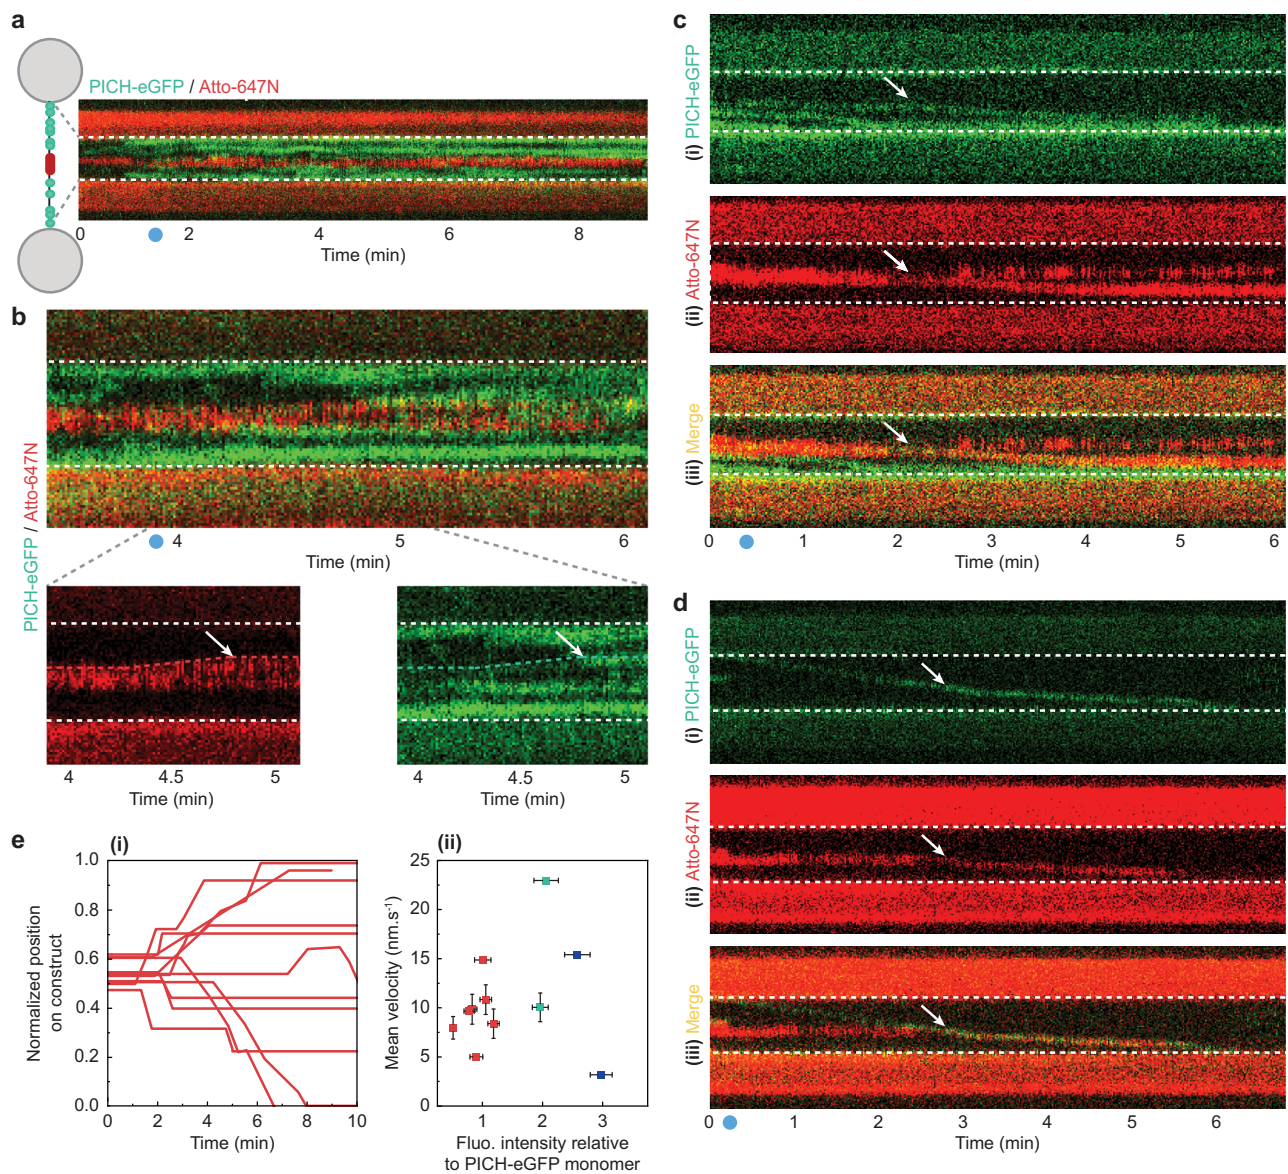 a
PICH-eGFP / Atto-647N
0 2 4 6 8
Time (min)
b
PICH-eGFP / Atto-647N
4 5 6
Time (min)
4 4.5 5
Time (min)
4 4.5 5
Time (min)
c
(i) PICH-eGFP
(ii) Atto-647N
(iii) Merge
0 1 2 3 4 5 6
Time (min)
d
(i) PICH-eGFP
(ii) Atto-647N
(iii) Merge
0 1 2 3 4 5 6
Time (min)
e
(i)
Normalized position
on construct
1.0
0.8
0.6
0.4
0.2
0.0
0 2 4 6 8 10
Time (min)
(ii)
Mean velocity (nm.s⁻¹)
25
20
15
10
5
0
1 2 3
Fluo. intensity relative
to PICH-eGFP monomer